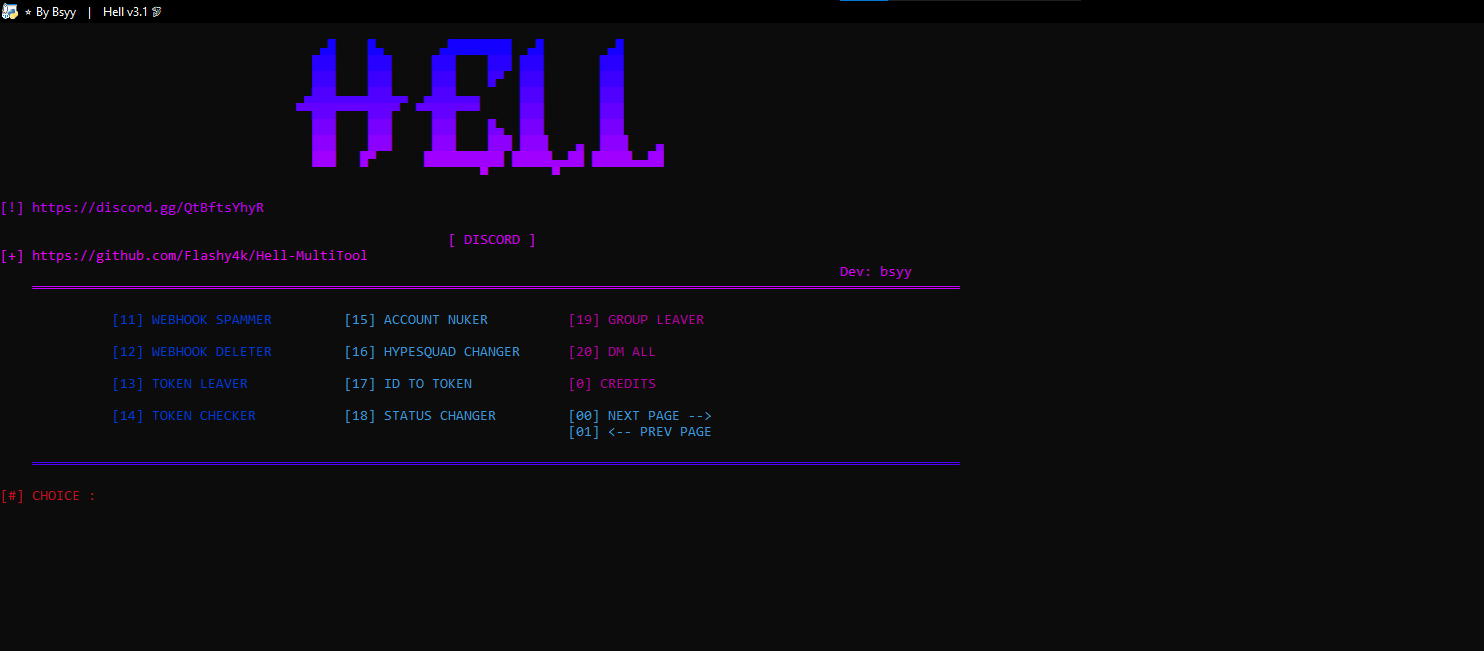 ⭐ By Bsyy | Hell v3.1
HELL
[!] https://discord.gg/QtBftsYhyR
[ DISCORD ]
[+] https://github.com/Flashy4k/Hell-MultiTool
Dev: bsyy
[11] WEBHOOK SPAMMER [15] ACCOUNT NUKER [19] GROUP LEAVER
[12] WEBHOOK DELETER [16] HYPESQUAD CHANGER [20] DM ALL
[13] TOKEN LEAVER [17] ID TO TOKEN [0] CREDITS
[14] TOKEN CHECKER [18] STATUS CHANGER [00] NEXT PAGE -->
[01] <-- PREV PAGE
[#] CHOICE :